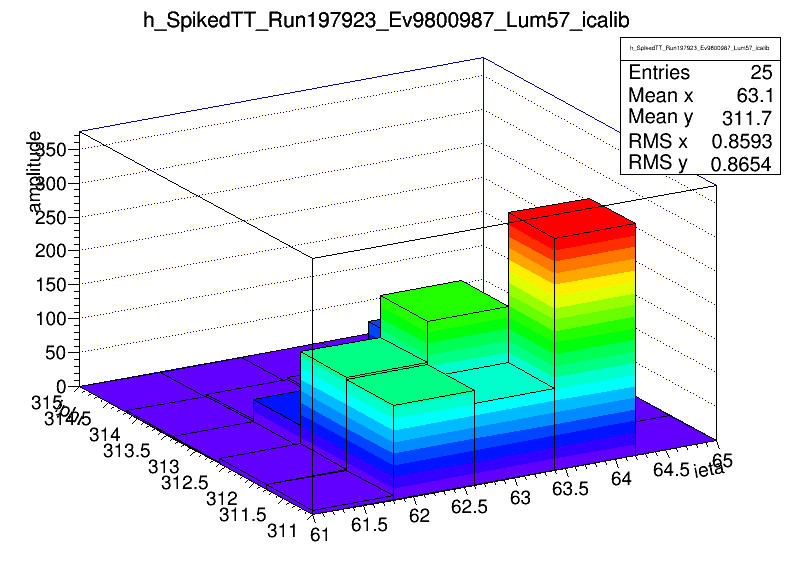 h_SpikedTT_Run197923_Ev9800987_Lum57_icalib
h_SpikedTT_Run197923_Ev9800987_Lum57_icalib
Entries 25
Mean x 63.1
Mean y 311.7
RMS x 0.8593
RMS y 0.8654
amplitude
350
300
250
200
150
100
50
0
315
314.5
314
313.5
313
312.5
312
311.5
311
61
61.5
62
62.5
63
63.5
64
64.5
65
ieta